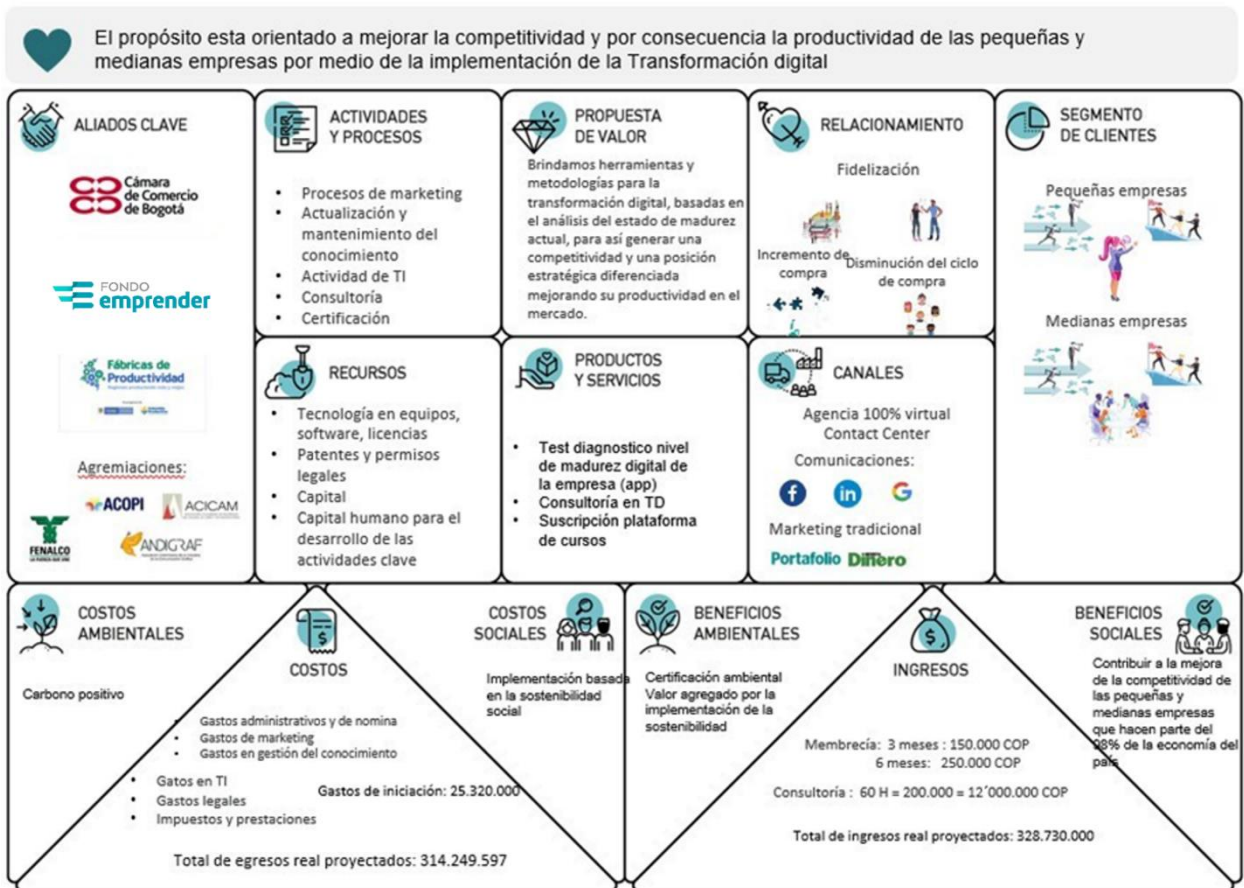 El propósito esta orientado a mejorar la competitividad y por consecuencia la productividad de las pequeñas y
medianas empresas por medio de la implementación de la Transformación digital
ALIADOS CLAVE
Cámara
de Comercio
de Bogotá
FONDO
emprender
Fábricas de
Productividad
Agremiaciones:
ACOPI
ACICAM
FENALCO
ANDIGRAF
ACTIVIDADES
Y PROCESOS
• Procesos de marketing
• Actualización y
mantenimiento del
conocimiento
• Actividad de TI
• Consultoría
• Certificación
RECURSOS
• Tecnología en equipos,
software, licencias
• Patentes y permisos
legales
• Capital
• Capital humano para el
desarrollo de las
actividades clave
PROPUESTA
DE VALOR
Brindamos herramientas y
metodologías para la
transformación digital, basadas en
el análisis del estado de madurez
actual, para así generar una
competitividad y una posición
estratégica diferenciada
mejorando su productividad en el
mercado.
PRODUCTOS
Y SERVICIOS
• Test diagnostico nivel
de madurez digital de
la empresa (app)
• Consultoría en TD
• Suscripción plataforma
de cursos
RELACIONAMIENTO
Fidelización
Incremento de
compra
Disminución del ciclo
de compra
CANALES
Agencia 100% virtual
Contact Center
Comunicaciones:
f in G
Marketing tradicional
Portafolio Dinero
SEGMENTO
DE CLIENTES
Pequeñas empresas
Medianas empresas
COSTOS
AMBIENTALES
Carbono positivo
COSTOS
• Gastos administrativos y de nomina
• Gastos de marketing
• Gastos en gestión del conocimiento
• Gatos en TI
• Gastos legales
• Impuestos y prestaciones
Gastos de iniciación: 25.320.000
Total de egresos real proyectados: 314.249.597
COSTOS
SOCIALES
Implementación basada
en la sostenibilidad
social
BENEFICIOS
AMBIENTALES
Certificación ambiental
Valor agregado por la
implementación de la
sostenibilidad
INGRESOS
Membrecía: 3 meses : 150.000 COP
6 meses: 250.000 COP
Consultoría : 60 H = 200.000 = 12´000.000 COP
Total de ingresos real proyectados: 328.730.000
BENEFICIOS
SOCIALES
Contribuir a la mejora
de la competitividad de
las pequeñas y
medianas empresas
que hacen parte del
98% de la economía del
país